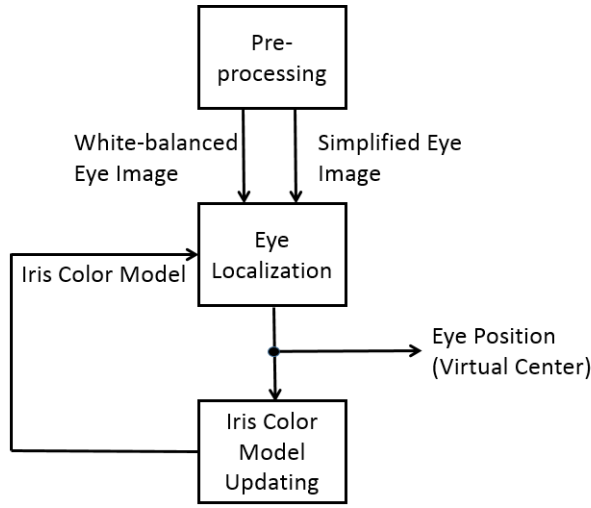 Pre-
processing
White-balanced
Eye Image
Simplified Eye
Image
Eye
Localization
Iris Color Model
Eye Position
(Virtual Center)
Iris Color
Model
Updating